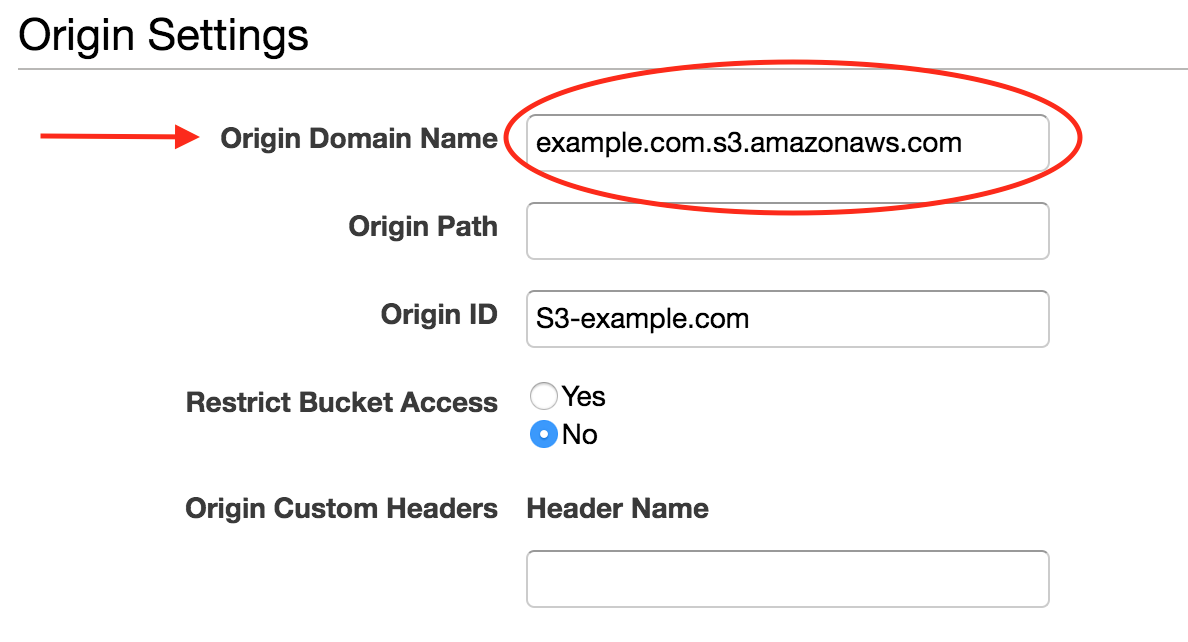 Origin Settings
Origin Domain Name example.com.s3.amazonaws.com
Origin Path
Origin ID S3-example.com
Restrict Bucket Access Yes
No
Origin Custom Headers Header Name